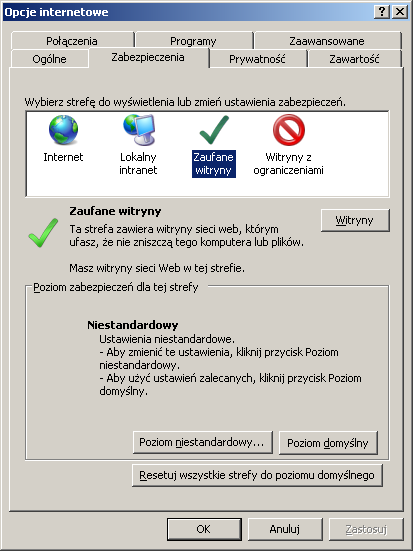 Opcje internetowe
Połączenia Programy Zaawansowane
Ogólne Zabezpieczenia Prywatność Zawartość
Wybierz strefę do wyświetlenia lub zmień ustawienia zabezpieczeń.
Internet Lokalny intranet Zaufane witryny Witryny z ograniczeniami
Zaufane witryny
Witryny
Ta strefa zawiera witryny sieci web, którym
ufasz, że nie zniszczą tego komputera lub plików.
Masz witryny sieci Web w tej strefie.
Poziom zabezpieczeń dla tej strefy
Niestandardowy
Ustawienia niestandardowe.
- Aby zmienić te ustawienia, kliknij przycisk Poziom
niestandardowy.
- Aby użyć ustawień zalecanych, kliknij przycisk Poziom
domyślny.
Poziom niestandardowy... Poziom domyślny
Resetuj wszystkie strefy do poziomu domyślnego
OK Anuluj Zastosuj